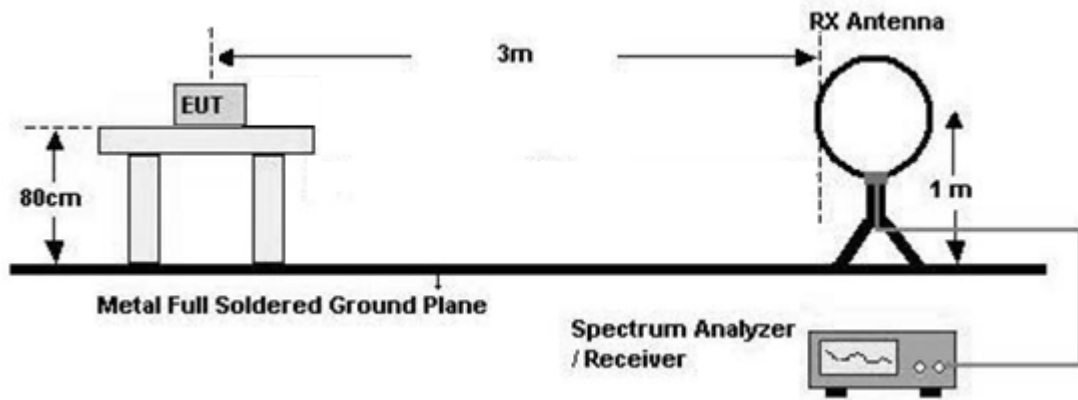 RX Antenna
3m
EUT
80cm
1 m
Metal Full Soldered Ground Plane
Spectrum Analyzer
/ Receiver